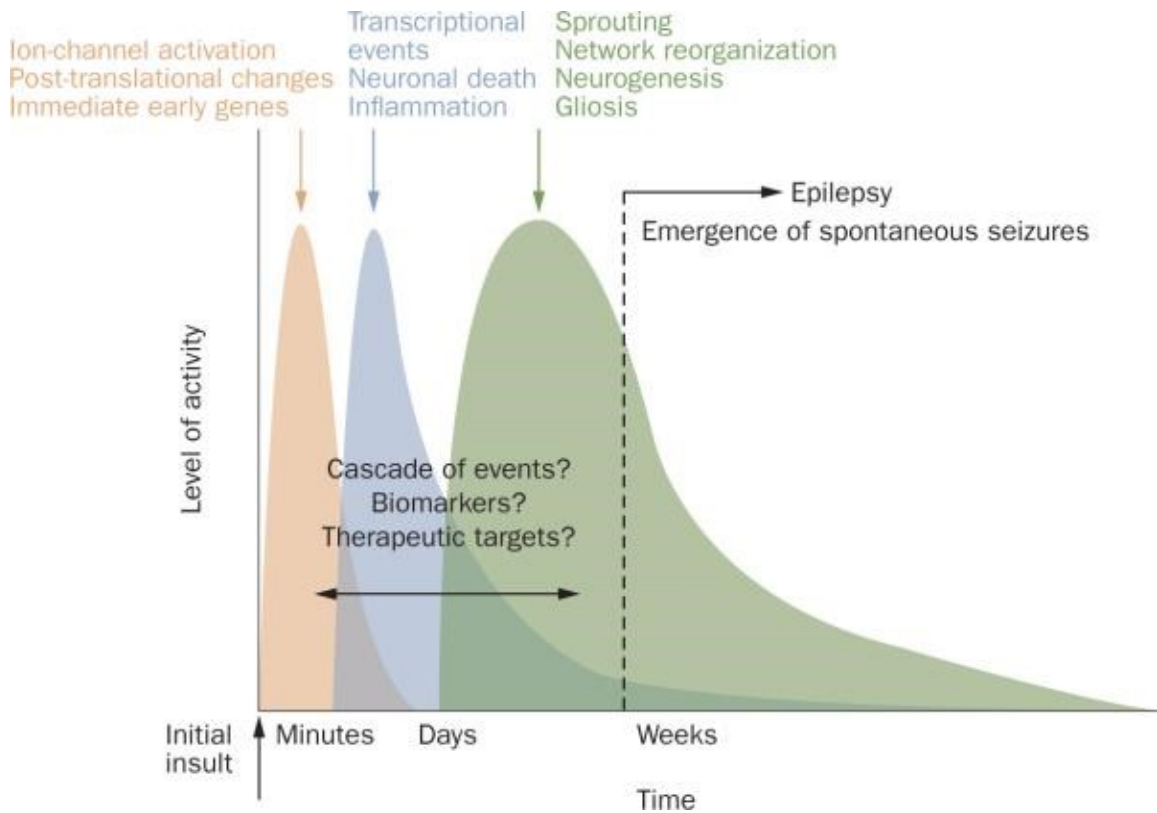 Ion-channel activation
Post-translational changes
Immediate early genes
Transcriptional
events
Neuronal death
Inflammation
Sprouting
Network reorganization
Neurogenesis
Gliosis
Epilepsy
Emergence of spontaneous seizures
Level of activity
Cascade of events?
Biomarkers?
Therapeutic targets?
Initial
insult
Minutes
Days
Weeks
Time